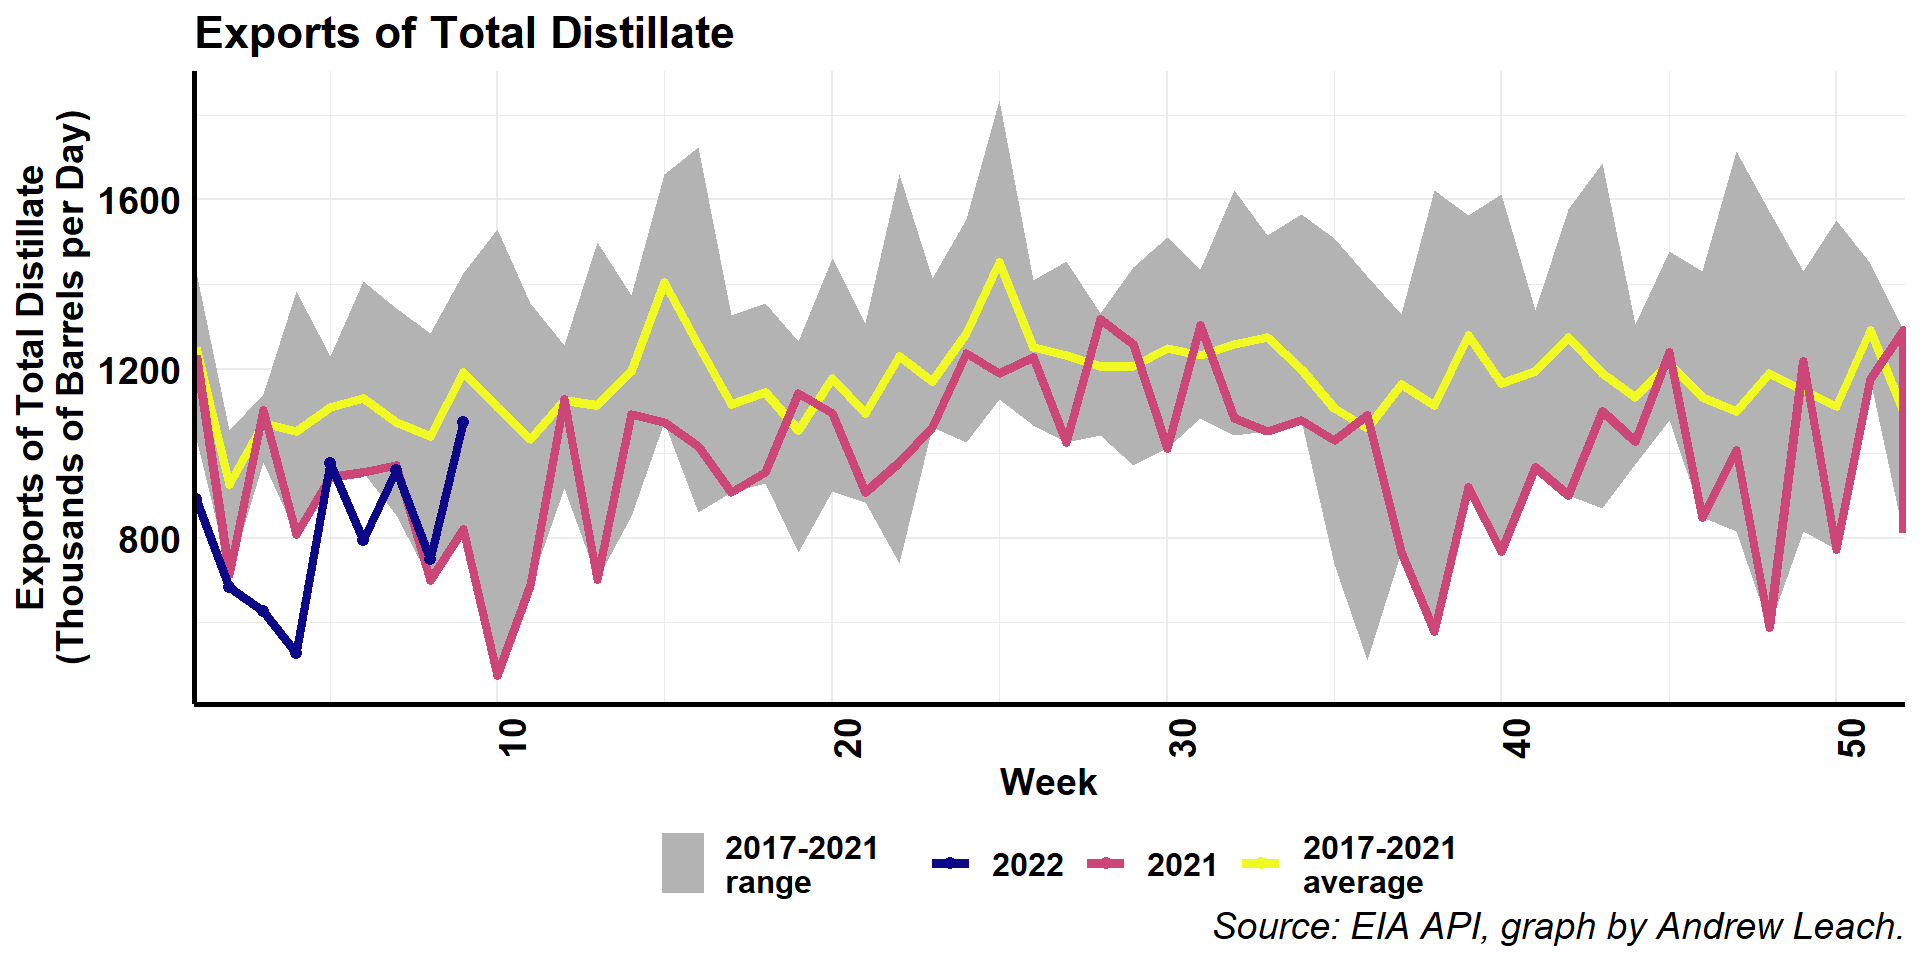 Exports of Total Distillate
Exports of Total Distillate
(Thousands of Barrels per Day)
1600
1200
800
10
20
30
40
50
Week
2017-2021
range
2022
2021
2017-2021
average
Source: EIA API, graph by Andrew Leach.